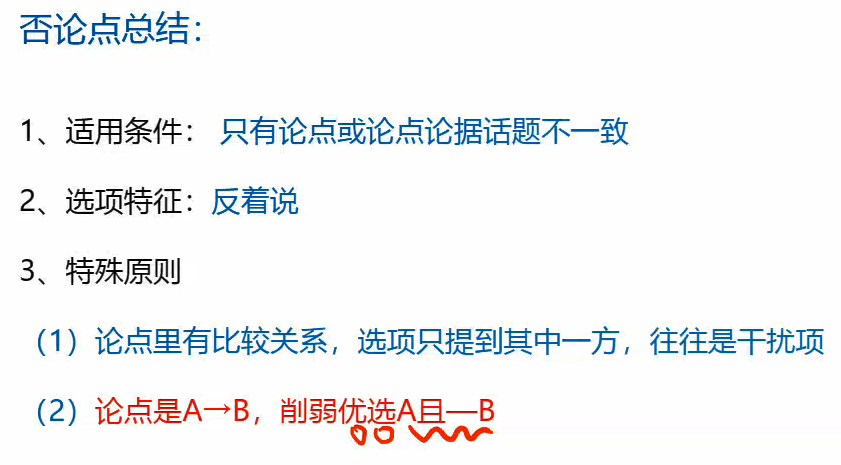 否论点总结：
1、适用条件： 只有论点或论点论据话题不一致
2、选项特征：反着说
3、特殊原则
（1）论点里有比较关系，选项只提到其中一方，往往是干扰项
（2）论点是A→B，削弱优选A且—B